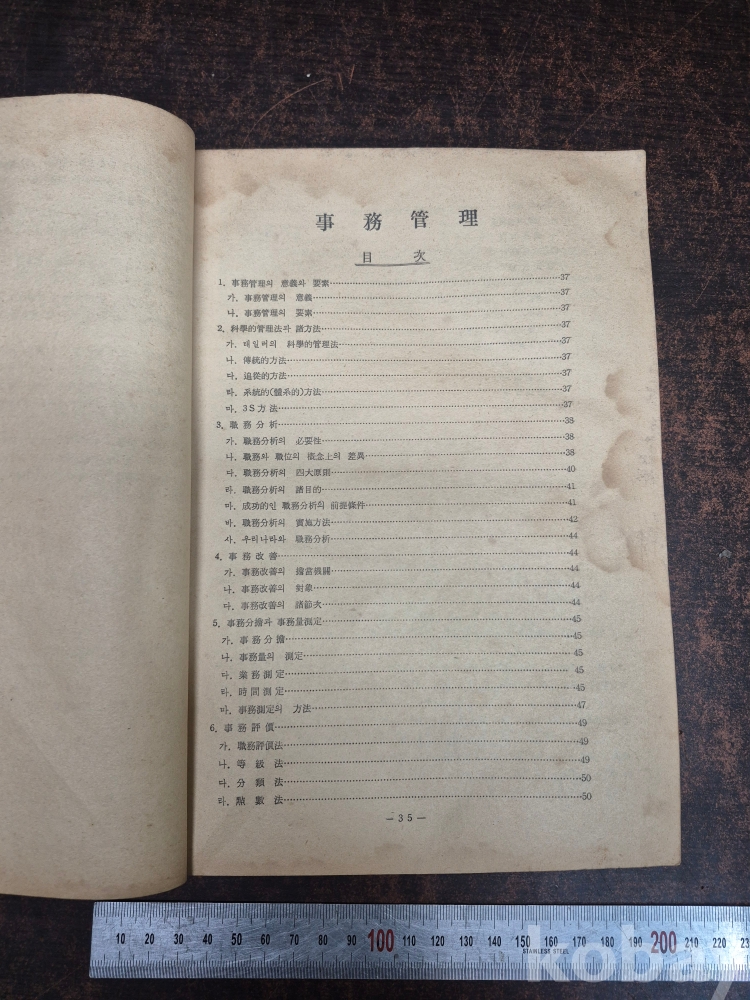 事務管理
目 次
1. 事務管理의 意義와 要素……37
가. 事務管理의 意義……37
나. 事務管理의 要素……37
2. 科學的管理法과 諸方法……37
가. 테일러의 科學的管理法……37
나. 傳統的方法……37
다. 追從的方法……37
라. 系統的(體系的)方法……37
마. 3S方法……37
3. 職務分析……38
가. 職務分析의 必要性……38
나. 職務와 職位의 槪念上의 差異……38
다. 職務分析의 四大原則……40
라. 職務分析의 諸目的……41
마. 成功的인 職務分析의 前提條件……41
바. 職務分析의 實施方法……42
사. 우리나라와 職務分析……44
4. 事務改善……44
가. 事務改善의 擔當機關……44
나. 事務改善의 對象……44
다. 事務改善의 諸節次……44
5. 事務分擔과 事務量測定……45
가. 事務分擔……45
나. 事務量의 測定……45
다. 業務測定……45
라. 時間測定……45
마. 事務測定의 方法……47
6. 事務評價……49
가. 職務評價法……49
나. 等級法……49
다. 分類法……50
라. 點數法……50
—35—
10 20 30 40 50 60 70 80 90 100 110 120 130 140 150 160 170 180 190 200 210 220 23
STAINLESS STEEL
kobay